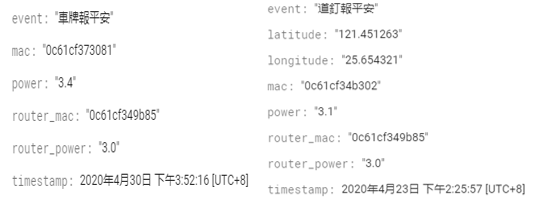 event: "車牌報平安"
mac: "0c61cf373081"
power: "3.4"
router_mac: "0c61cf349b85"
router_power: "3.0"
timestamp: 2020年4月30日 下午3:52:16 [UTC+8]
event: "道釘報平安"
latitude: "121.451263"
longitude: "25.654321"
mac: "0c61cf34b302"
power: "3.1"
router_mac: "0c61cf349b85"
router_power: "3.0"
timestamp: 2020年4月23日 下午2:25:57 [UTC+8]